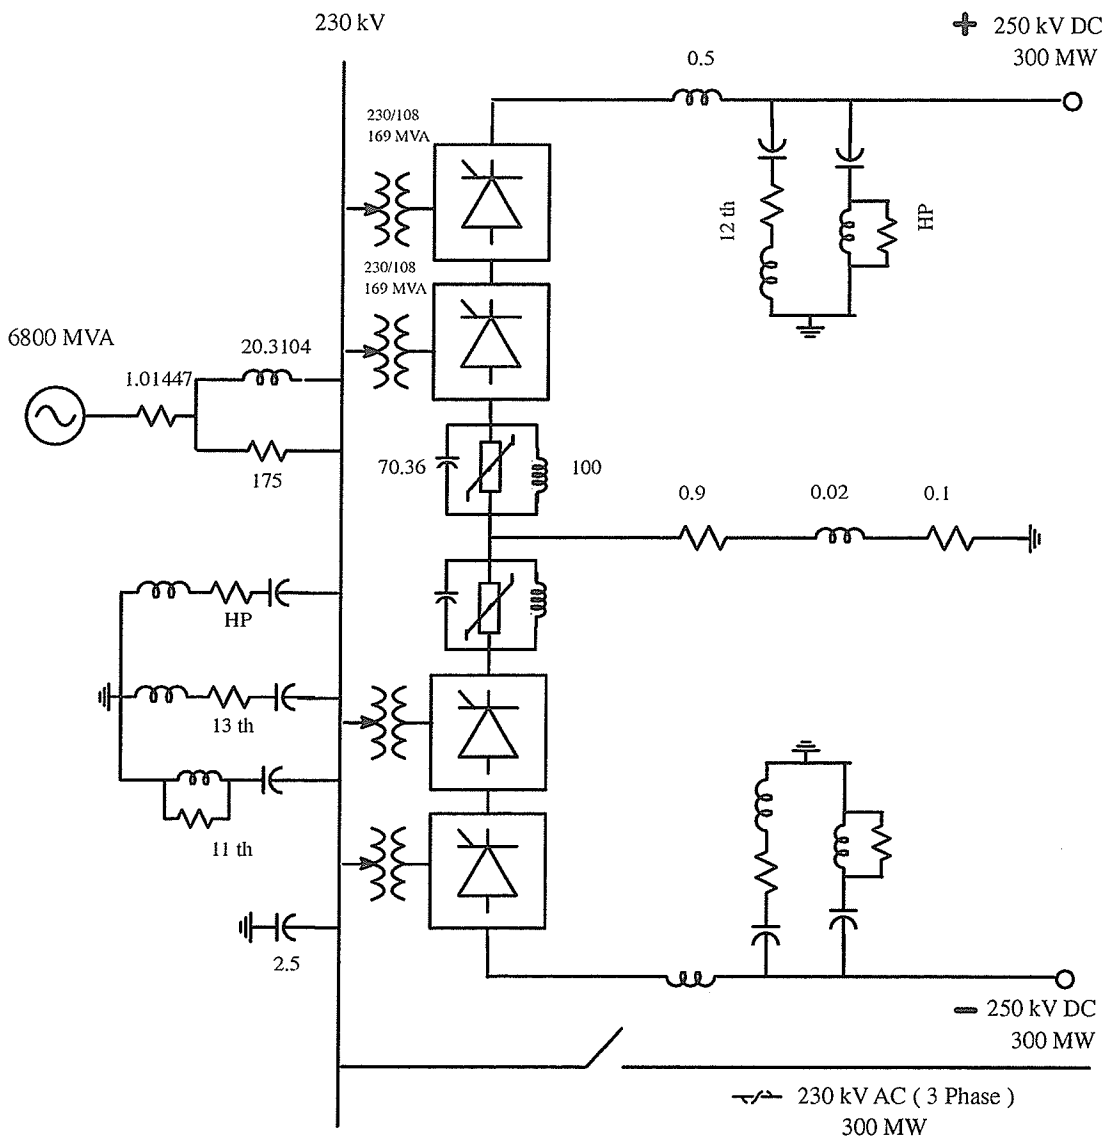 230 kV
+ 250 kV DC
300 MW
0.5
230/108
169 MVA
12 th
HP
230/108
169 MVA
6800 MVA
20.3104
1.01447
175
70.36
100
0.9
0.02
0.1
HP
13 th
11 th
2.5
- 250 kV DC
300 MW
230 kV AC ( 3 Phase )
300 MW